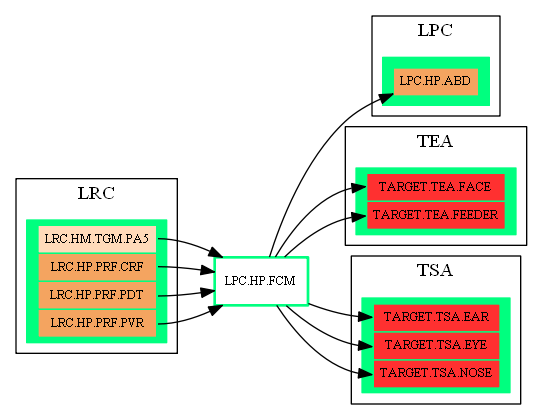 LRC
LRC.HM.TGM.PA5
LRC.HP.PRF.CRF
LRC.HP.PRF.PDT
LRC.HP.PRF.PVR
LPC.HP.FCM
LPC
LPC.HP.ABD
TEA
TARGET.TEA.FACE
TARGET.TEA.FEEDER
TSA
TARGET.TSA.EAR
TARGET.TSA.EYE
TARGET.TSA.NOSE